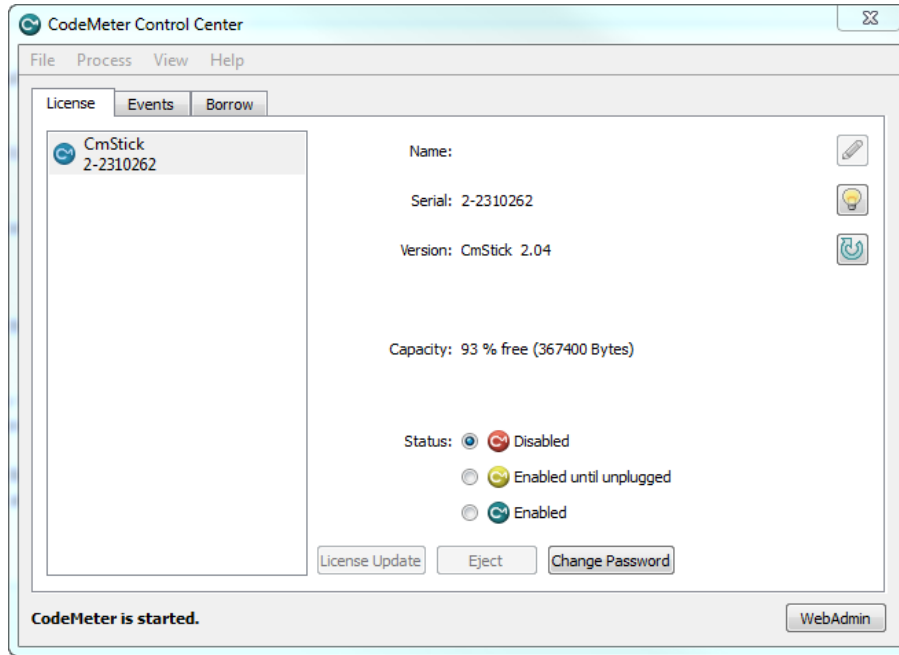 CodeMeter Control Center
File Process View Help
License Events Borrow
CmStick
2-2310262
Name:
Serial: 2-2310262
Version: CmStick 2.04
Capacity: 93 % free (367400 Bytes)
Status: Disabled
Enabled until unplugged
Enabled
License Update Eject Change Password
CodeMeter is started.
WebAdmin